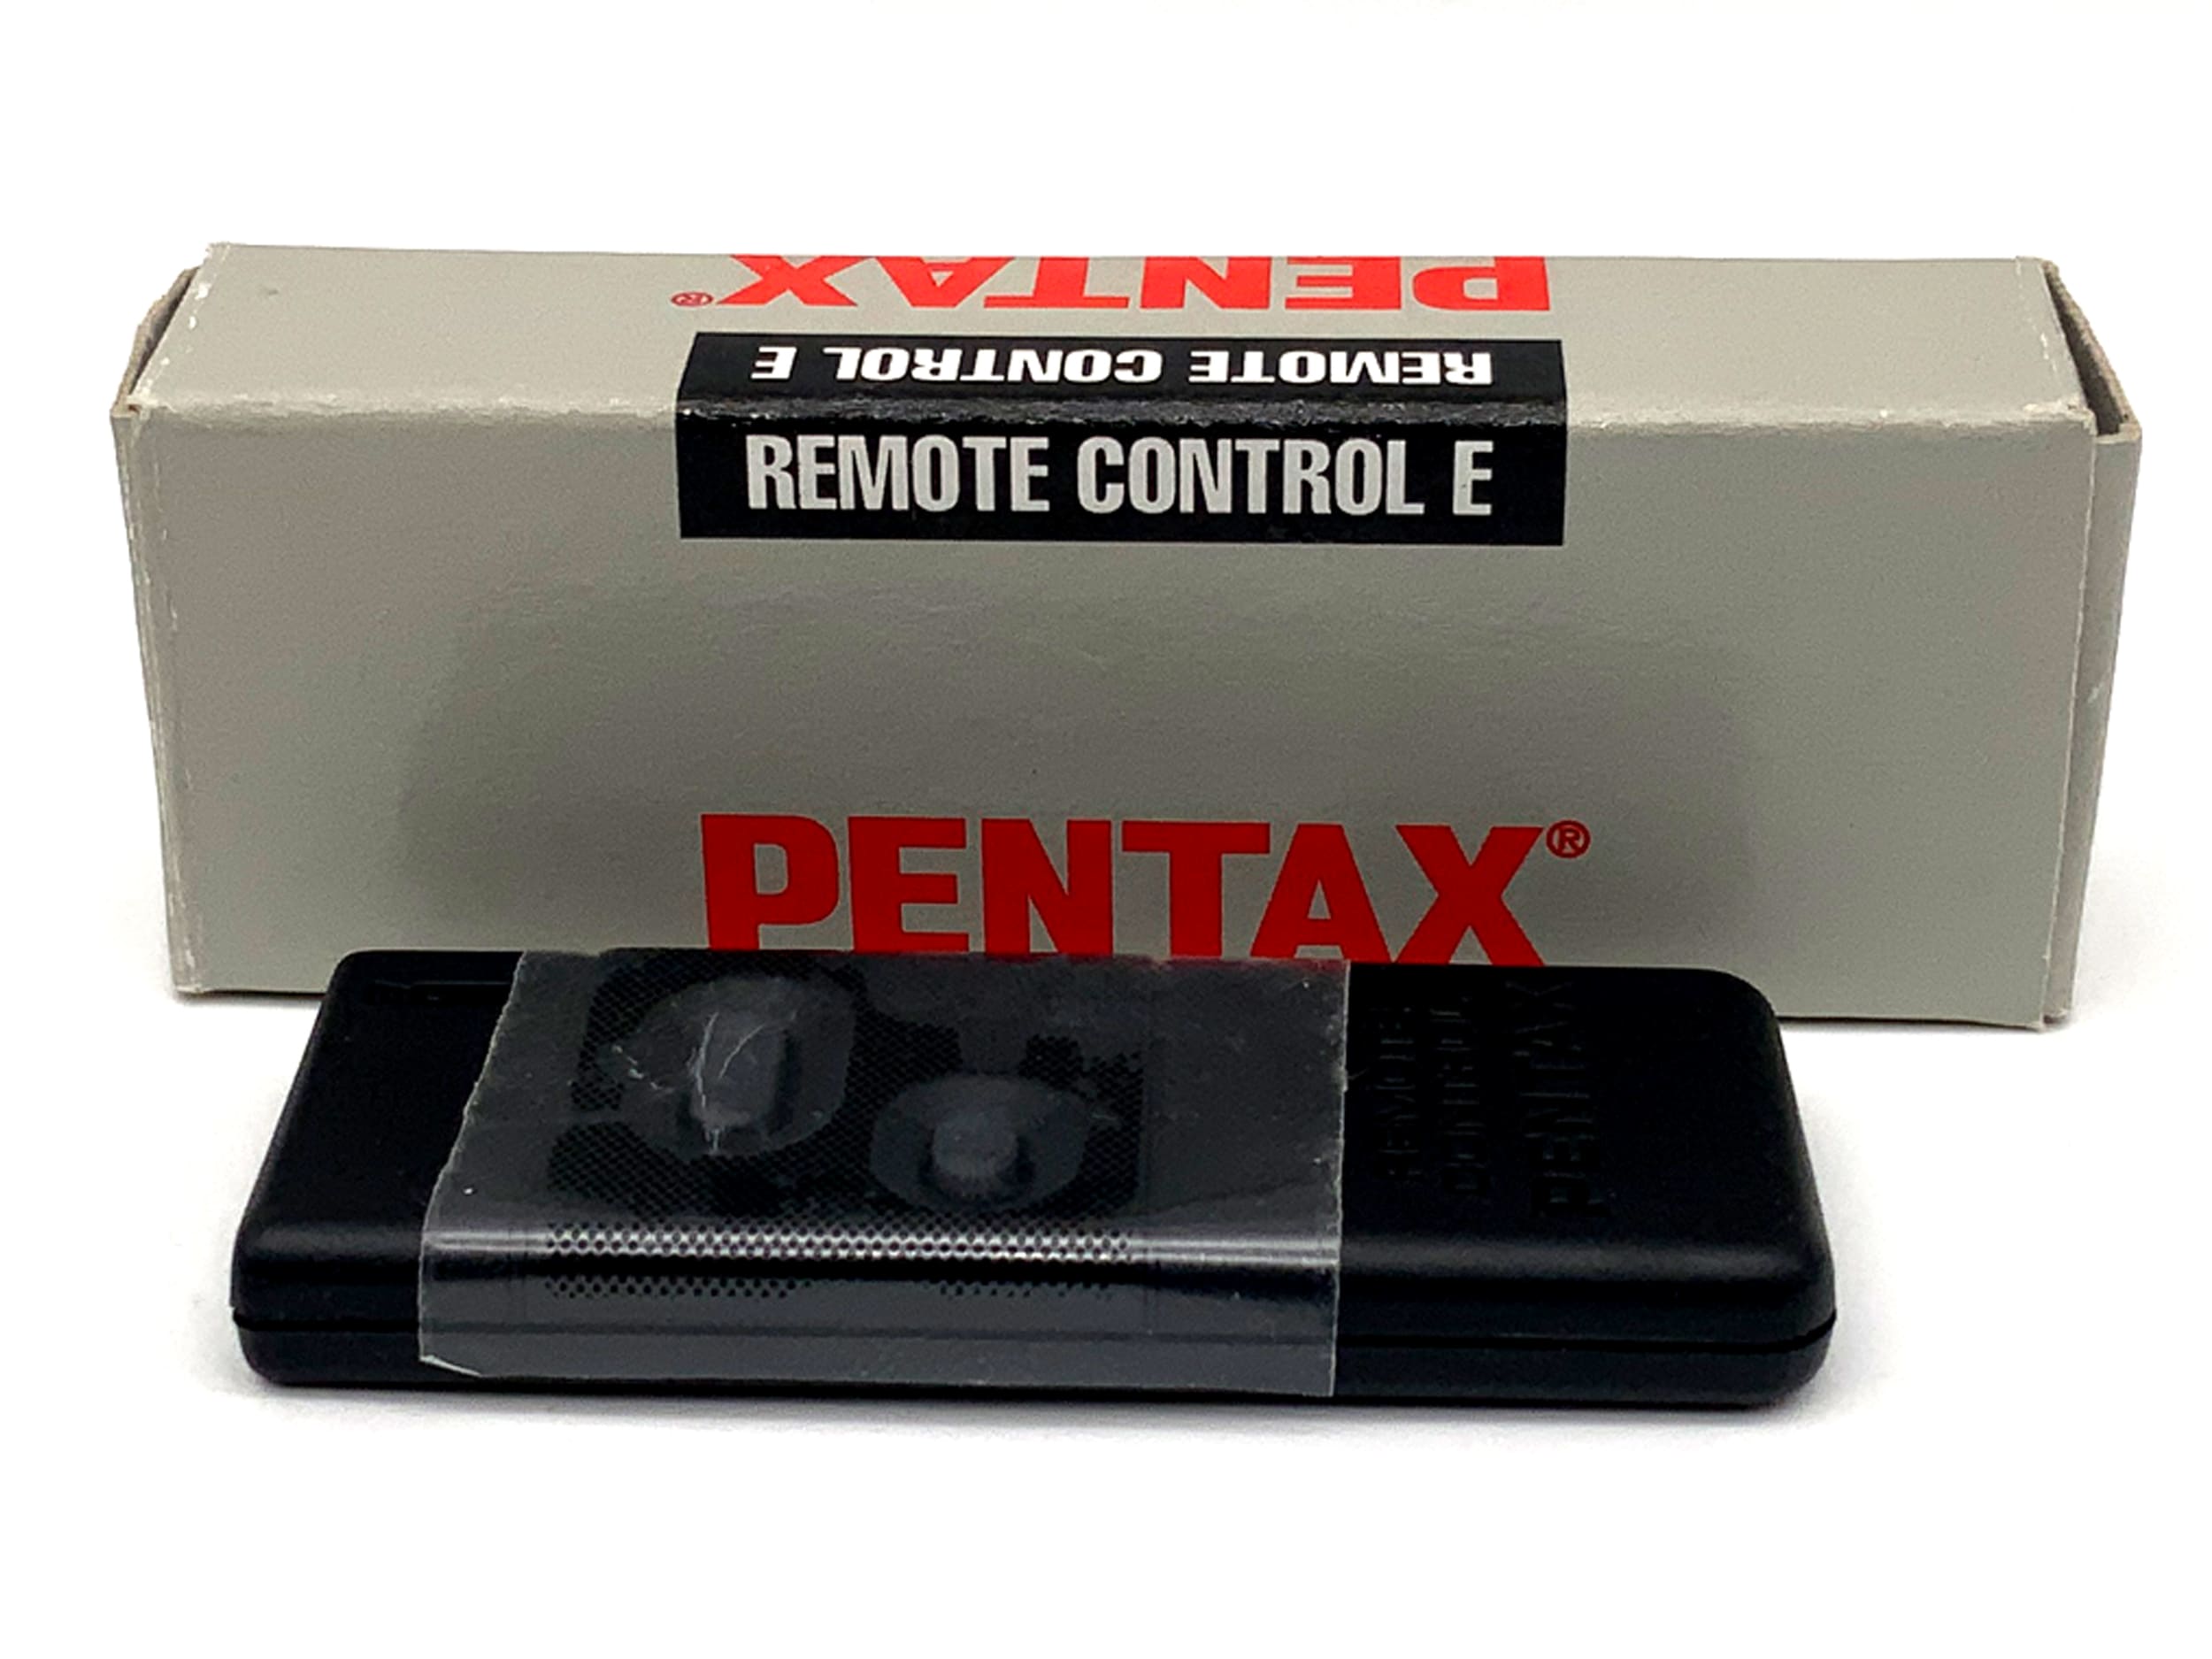 PENTAX®
REMOTE CONTROL E
REMOTE CONTROL E
PENTAX®
REMOTE
CONTROL
PENTAX